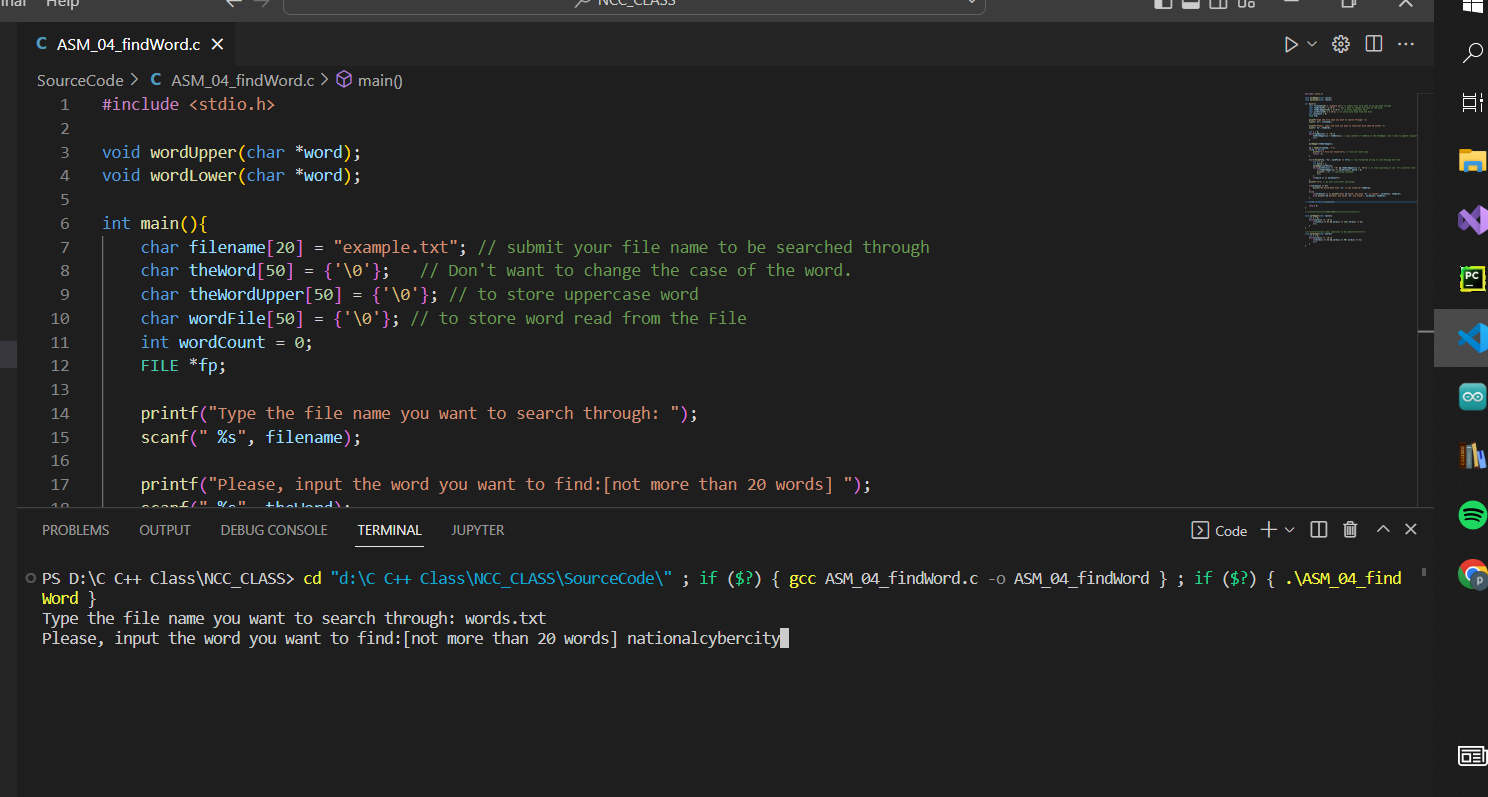 Help
NCC_CLASS
C ASM_04_findWord.c
SourceCode > C ASM_04_findWord.c > main()
1 #include <stdio.h>
2
3 void wordUpper(char *word);
4 void wordLower(char *word);
5
6 int main(){
7 char filename[20] = "example.txt"; // submit your file name to be searched through
8 char theWord[50] = {'\0'}; // Don't want to change the case of the word.
9 char theWordUpper[50] = {'\0'}; // to store uppercase word
10 char wordFile[50] = {'\0'}; // to store word read from the File
11 int wordCount = 0;
12 FILE *fp;
13
14 printf("Type the file name you want to search through: ");
15 scanf(" %s", filename);
16
17 printf("Please, input the word you want to find:[not more than 20 words] ");
18 scanf(" %s", theWord);
PROBLEMS OUTPUT DEBUG CONSOLE TERMINAL JUPYTER Code
PS D:\C C++ Class\NCC_CLASS> cd "d:\C C++ Class\NCC_CLASS\SourceCode\" ; if ($?) { gcc ASM_04_findWord.c -o ASM_04_findWord } ; if ($?) { .\ASM_04_find
Word }
Type the file name you want to search through: words.txt
Please, input the word you want to find:[not more than 20 words] nationalcybercity
PC
P